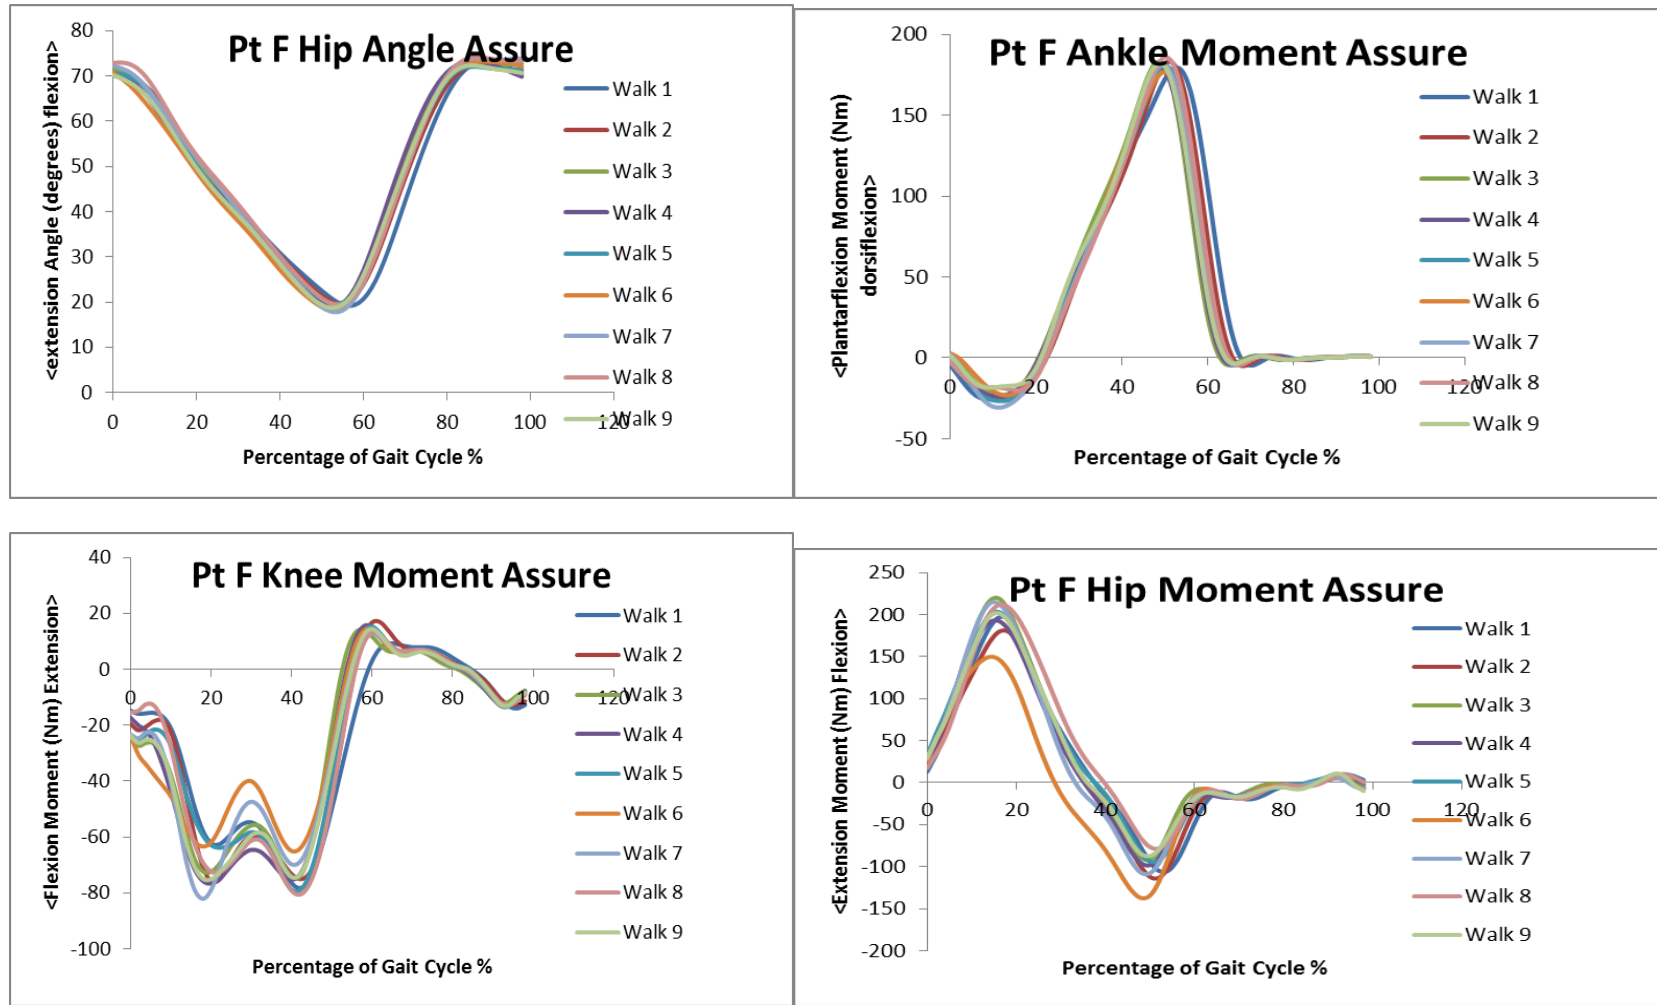 Pt F Hip Angle Assure
<extension Angle (degrees) flexion>
80
70
60
50
40
30
20
10
0
0 20 40 60 80 100 120
Percentage of Gait Cycle %
Walk 1
Walk 2
Walk 3
Walk 4
Walk 5
Walk 6
Walk 7
Walk 8
Walk 9
Pt F Ankle Moment Assure
<Plantarflexion Moment (Nm)
dorsiflexion>
200
150
100
50
0
-50
0 20 40 60 80 100 120
Percentage of Gait Cycle %
Walk 1
Walk 2
Walk 3
Walk 4
Walk 5
Walk 6
Walk 7
Walk 8
Walk 9
Pt F Knee Moment Assure
<Flexion Moment (Nm) Extension>
40
20
0
-20
-40
-60
-80
-100
0 20 40 60 80 100 120
Percentage of Gait Cycle %
Walk 1
Walk 2
Walk 3
Walk 4
Walk 5
Walk 6
Walk 7
Walk 8
Walk 9
Pt F Hip Moment Assure
<Extension Moment (Nm) Flexion>
250
200
150
100
50
0
-50
-100
-150
-200
0 20 40 60 80 100 120
Percentage of Gait Cycle %
Walk 1
Walk 2
Walk 3
Walk 4
Walk 5
Walk 6
Walk 7
Walk 8
Walk 9